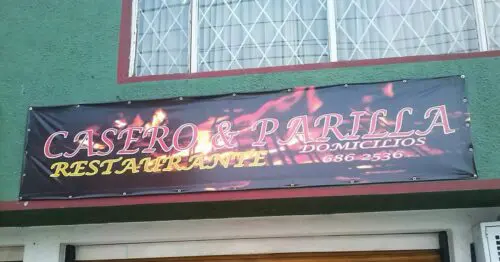 CASERO & PARILLA
RESTAURANTE
DOMICILIOS
686 2536